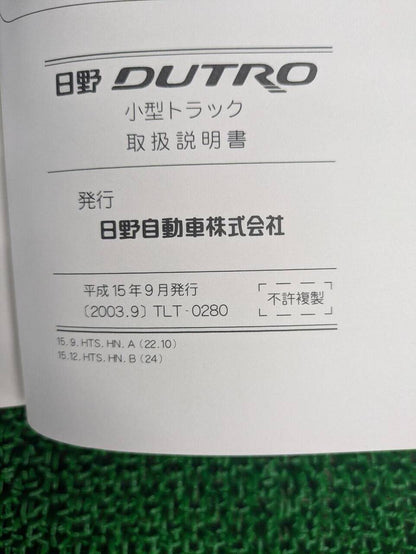 日野 DUTRO
小型トラック
取扱説明書
発行
日野自動車株式会社
平成15年9月発行
〔2003.9〕TLT-0280
不許複製
15.9.HTS.HN.A(22.10)
15.12.HTS.HN.B(24)